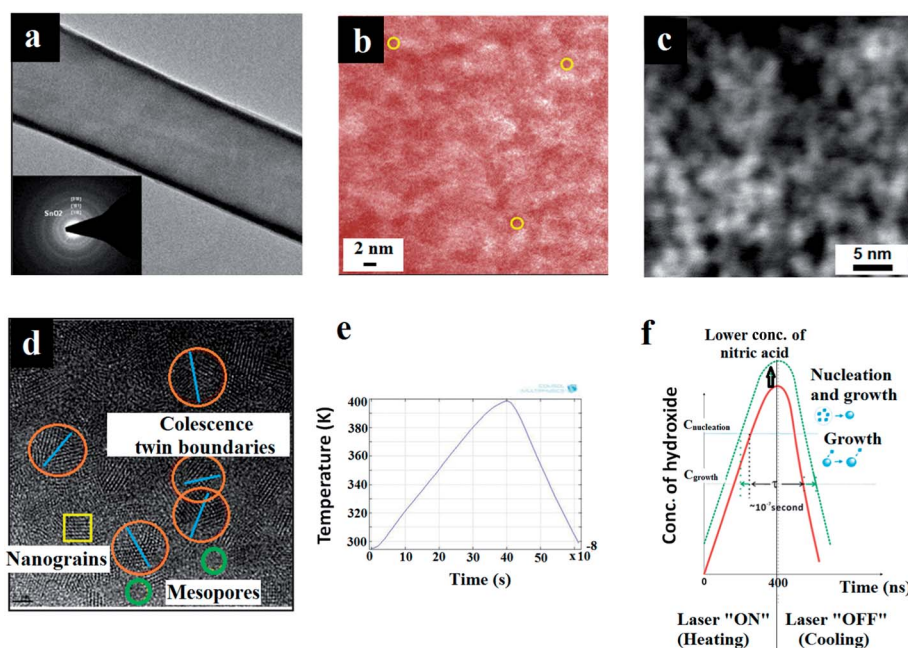 a
SnO2
b
2 nm
c
5 nm
d
Colescence
twin boundaries
Nanograins
Mesopores
e
Temperature (K)
400
380
360
340
320
300
0 10 20 30 40 50 x10
-8
Time (s)
f
Lower conc. of
nitric acid
Nucleation
and growth
Growth
Conc. of hydroxide
Cnucleation
Cgrowth
τ
second
0
400
Time (ns)
Laser "ON"
(Heating)
Laser "OFF"
(Cooling)